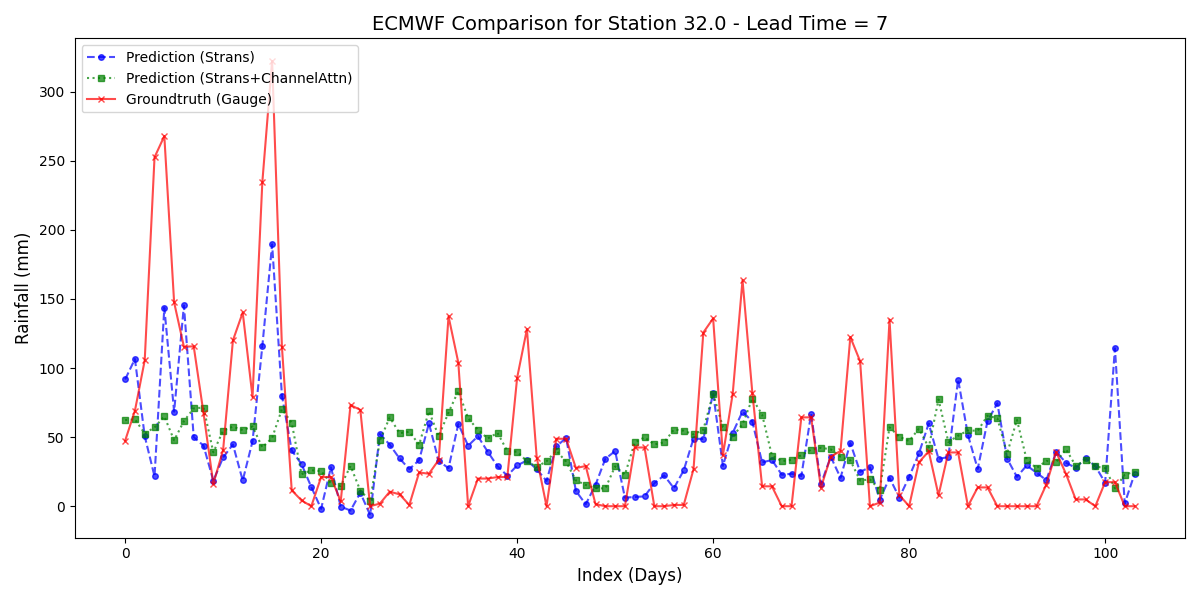 ECMWF Comparison for Station 32.0 - Lead Time = 7
Prediction (Strans)
Prediction (Strans+ChannelAttn)
Groundtruth (Gauge)
Rainfall (mm)
300
250
200
150
100
50
0
0 20 40 60 80 100
Index (Days)